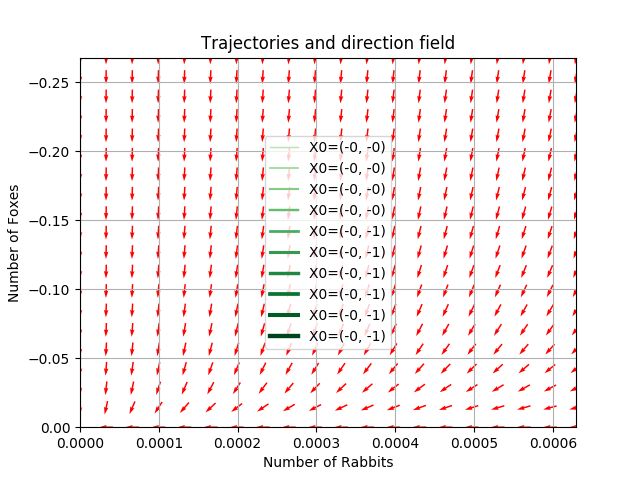 Trajectories and direction field
−0.25
−0.20
−0.15
−0.10
−0.05
0.00
Number of Foxes
X0=(-0, -0)
X0=(-0, -0)
X0=(-0, -0)
X0=(-0, -0)
X0=(-0, -1)
X0=(-0, -1)
X0=(-0, -1)
X0=(-0, -1)
X0=(-0, -1)
X0=(-0, -1)
0.0000 0.0001 0.0002 0.0003 0.0004 0.0005 0.0006
Number of Rabbits